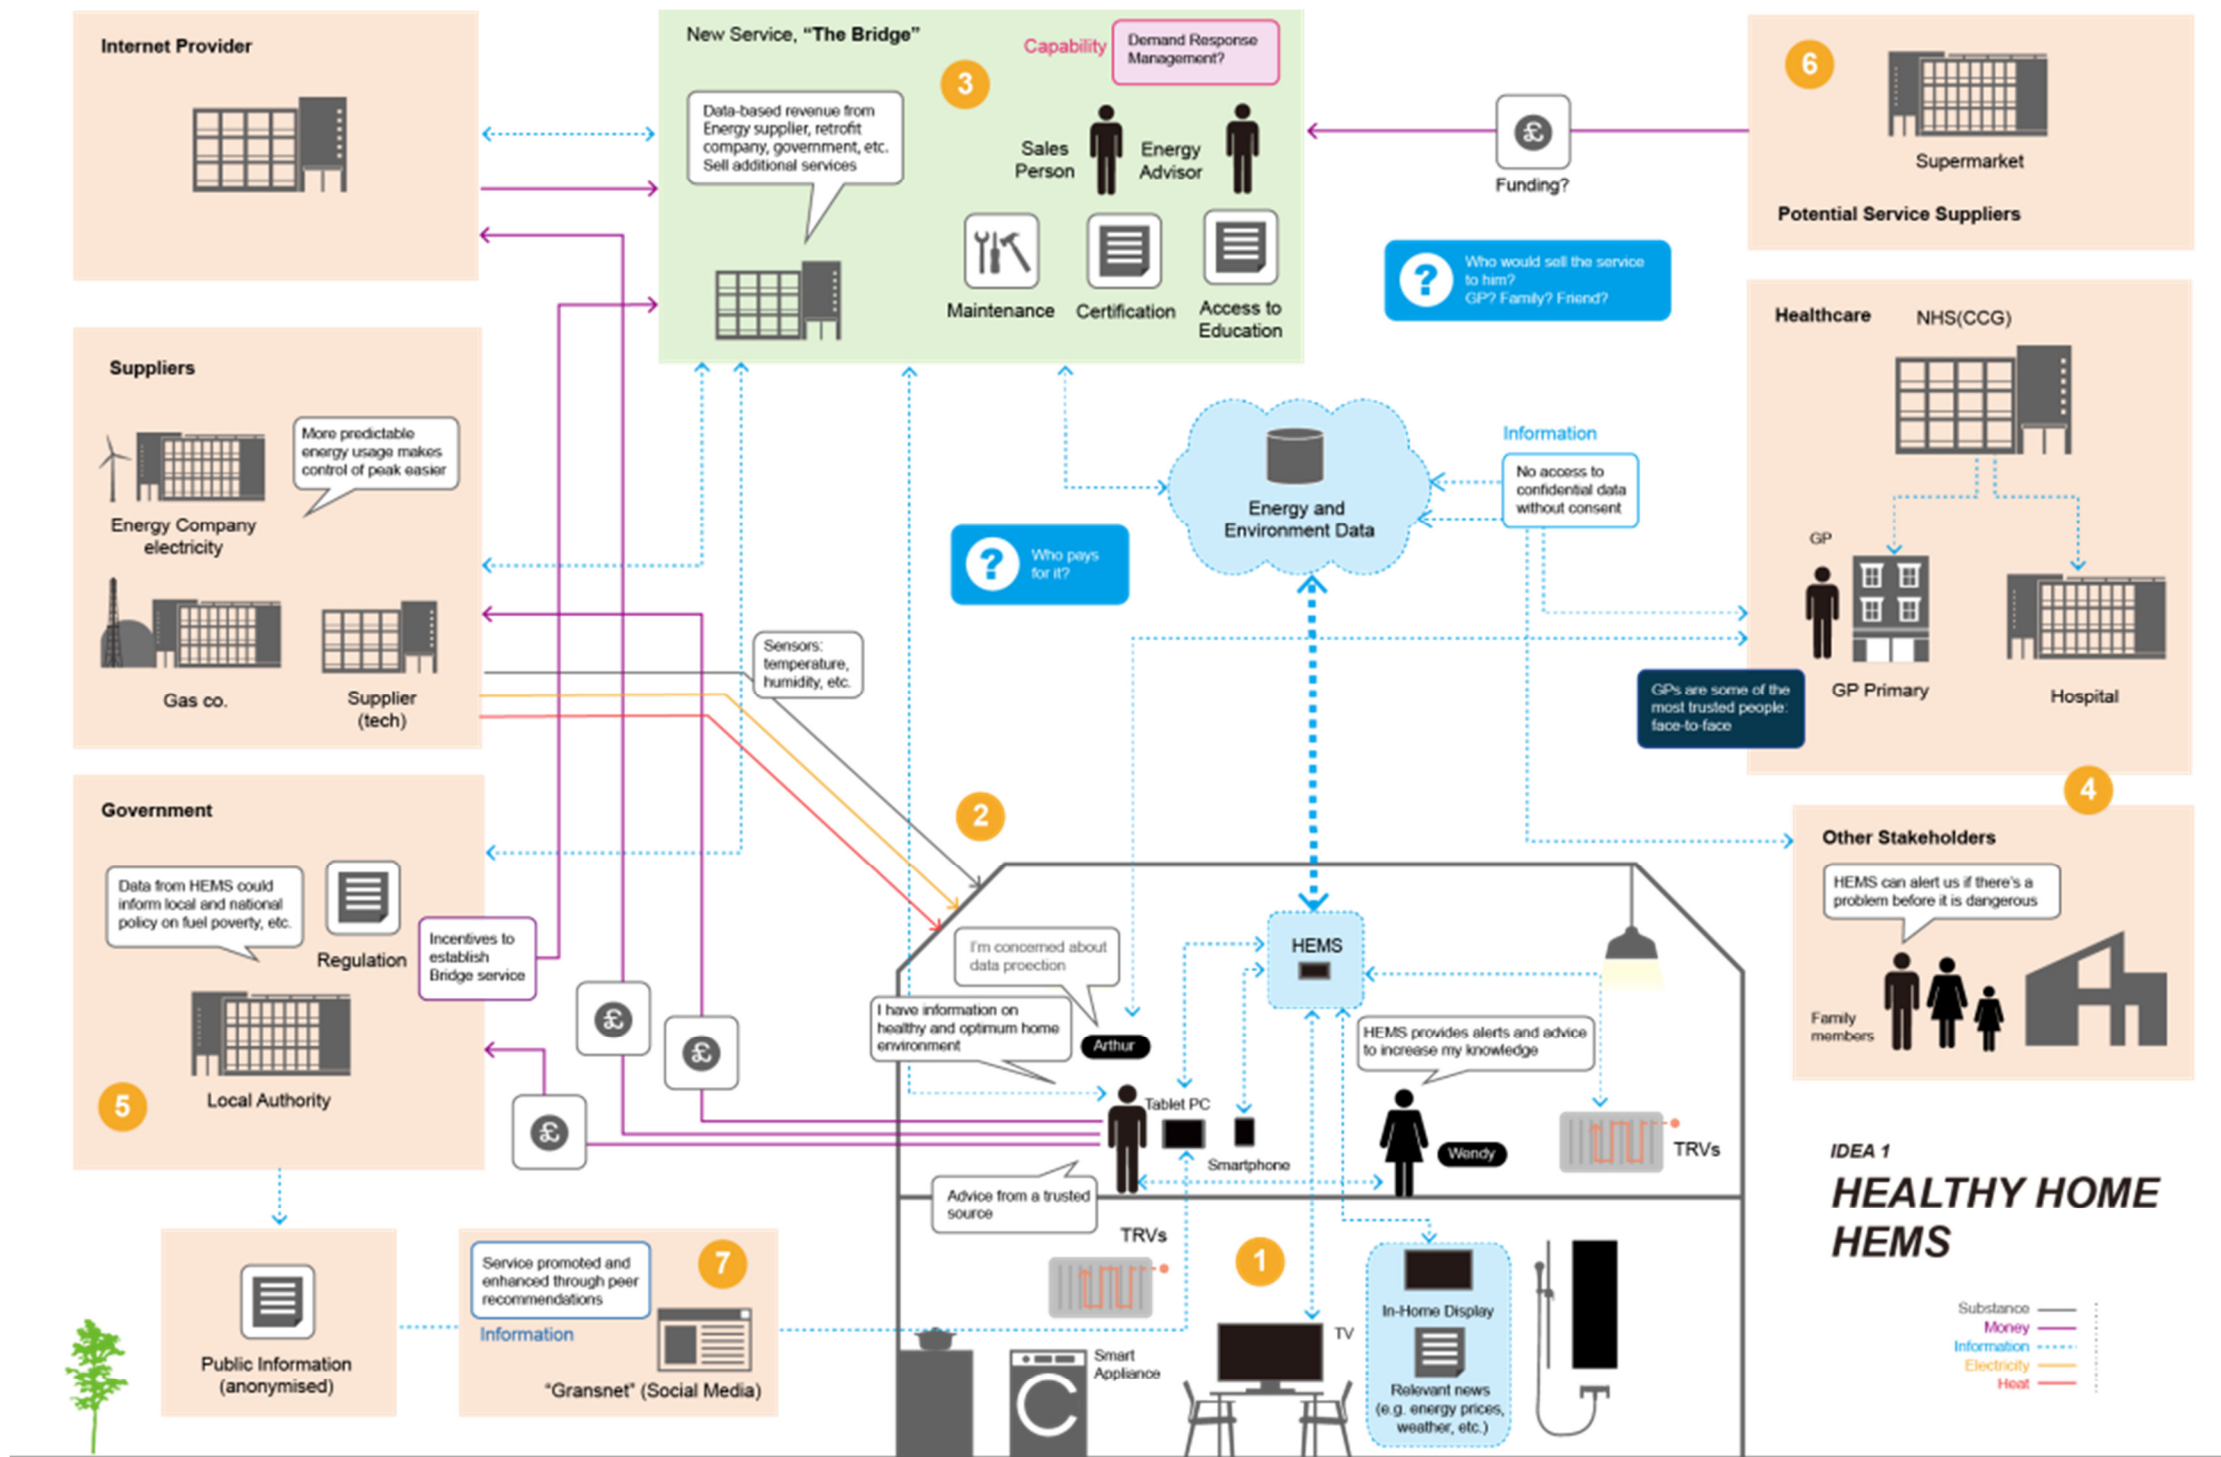 Internet Provider
New Service, “The Bridge”
3
Capability
Demand Response
Management?
Data-based revenue from
Energy supplier, retrofit
company, government, etc.
Sell additional services
Sales
Person
Energy
Advisor
Maintenance
Certification
Access to
Education
£
Funding?
6
Supermarket
Potential Service Suppliers
?
Who would sell the service
to him?
GP? Family? Friend?
Suppliers
More predictable
energy usage makes
control of peak easier
Energy Company
electricity
Gas co.
Supplier
(tech)
Sensors:
temperature,
humidity, etc.
?
Who pays
for it?
Energy and
Environment Data
Information
No access to
confidential data
without consent
Healthcare
NHS(CCG)
GP
GP Primary
Hospital
GPs are some of the
most trusted people:
face-to-face
4
Other Stakeholders
HEMS can alert us if there's a
problem before it is dangerous
Family
members
Government
Data from HEMS could
inform local and national
policy on fuel poverty, etc.
Regulation
Incentives to
establish
Bridge service
Local Authority
5
£
£
£
2
I'm concerned about
data proection
I have information on
healthy and optimum home
environment
Arthur
HEMS
HEMS provides alerts and advice
to increase my knowledge
Tablet PC
Smartphone
Wendy
TRVs
Advice from a trusted
source
TRVs
1
Smart
Appliance
TV
In-Home Display
Relevant news
(e.g. energy prices,
weather, etc.)
Public Information
(anonymised)
Service promoted and
enhanced through peer
recommendations
7
Information
“Gransnet” (Social Media)
IDEA 1
HEALTHY HOME
HEMS
Substance
Money
Information
Electricity
Heat